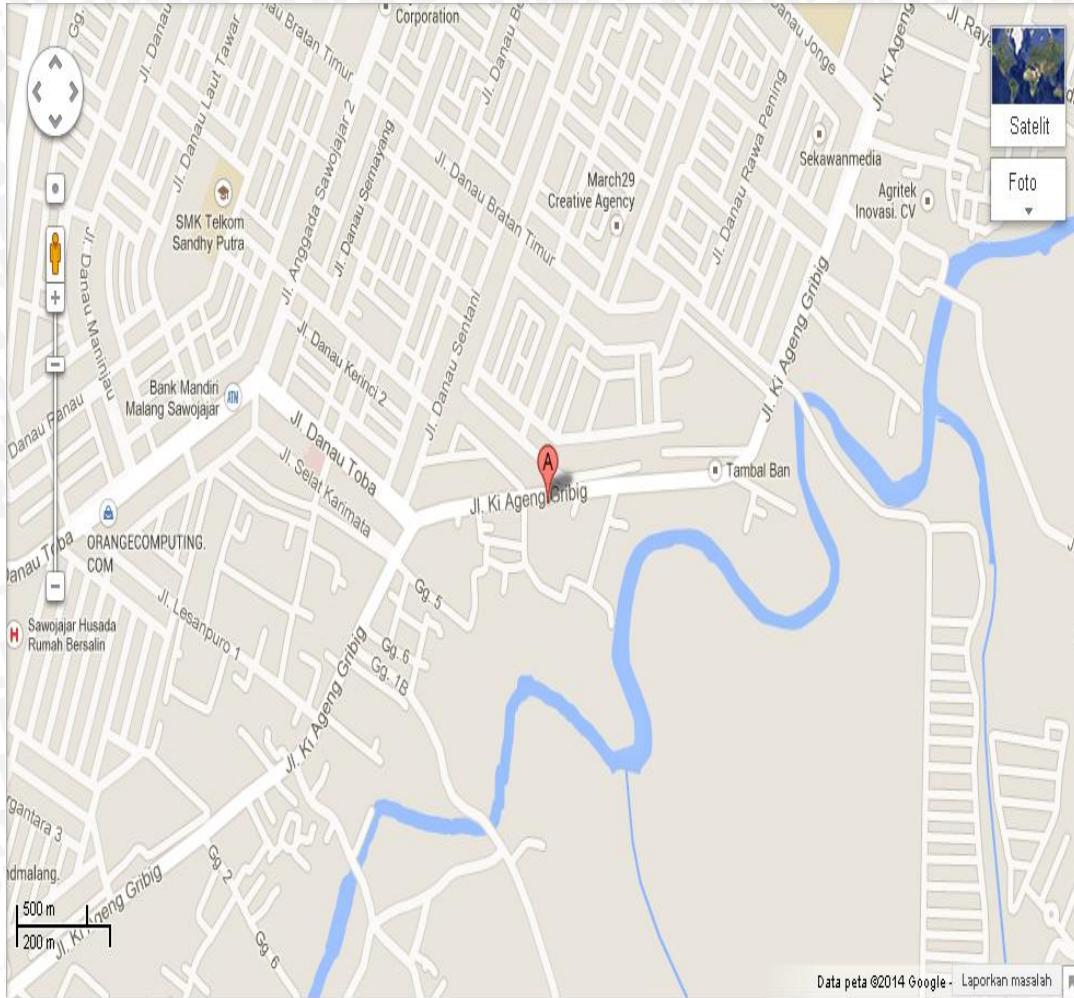 Corporation
Jl. Danau
Jl. Danau Laut Tawar
Danau Bratan Timur
Jl. Danau
Danau Jonge
Jl. Raya
Jl. Ki Ageng
Satelit
Foto
Sekawanmedia
Agritek
Inovasi. CV
March29
Creative Agency
SMK Telkom
Sandhy Putra
Jl. Anggada Sawojajar 2
Jl. Danau Semayang
Jl. Danau Bratan Timur
Jl. Danau Rawa Pening
Jl. Danau Maninjau
Jl. Danau Sentani
Jl. Danau Kerinci 2
Jl. Ki Ageng Gribig
Bank Mandiri
Malang Sawojajar
ATM
Danau Ranau
Jl. Danau Toba
Jl. Selat Karimata
A
Jl. Ki Ageng Gribig
Tambal Ban
ORANGECOMPUTING.
COM
Danau Toba
Gg. 5
Jl. Lesanpuro 1
H
Sawojajar Husada
Rumah Bersalin
Gg. 6
Gg. 1B
Jl. Ki Ageng Gribig
rgantara 3
ndmalang.
Gg. 2
Gg. 6
Jl. Ki Ageng Gribig
500 m
200 m
Data peta ©2014 Google -
Laporkan masalah